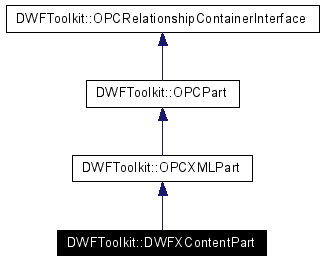 DWFToolkit::OPCRelationshipContainerInterface
DWFToolkit::OPCPart
DWFToolkit::OPCXMLPart
DWFToolkit::DWFXContentPart